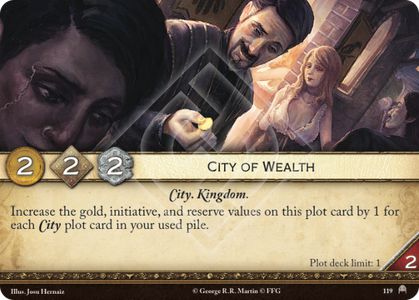 2 2 2 CITY OF WEALTH
City. Kingdom.
Increase the gold, initiative, and reserve values on this plot card by 1 for
each City plot card in your used pile.
Plot deck limit: 1
2
Illus. Josu Hernaiz © George R.R. Martin © FFG 119